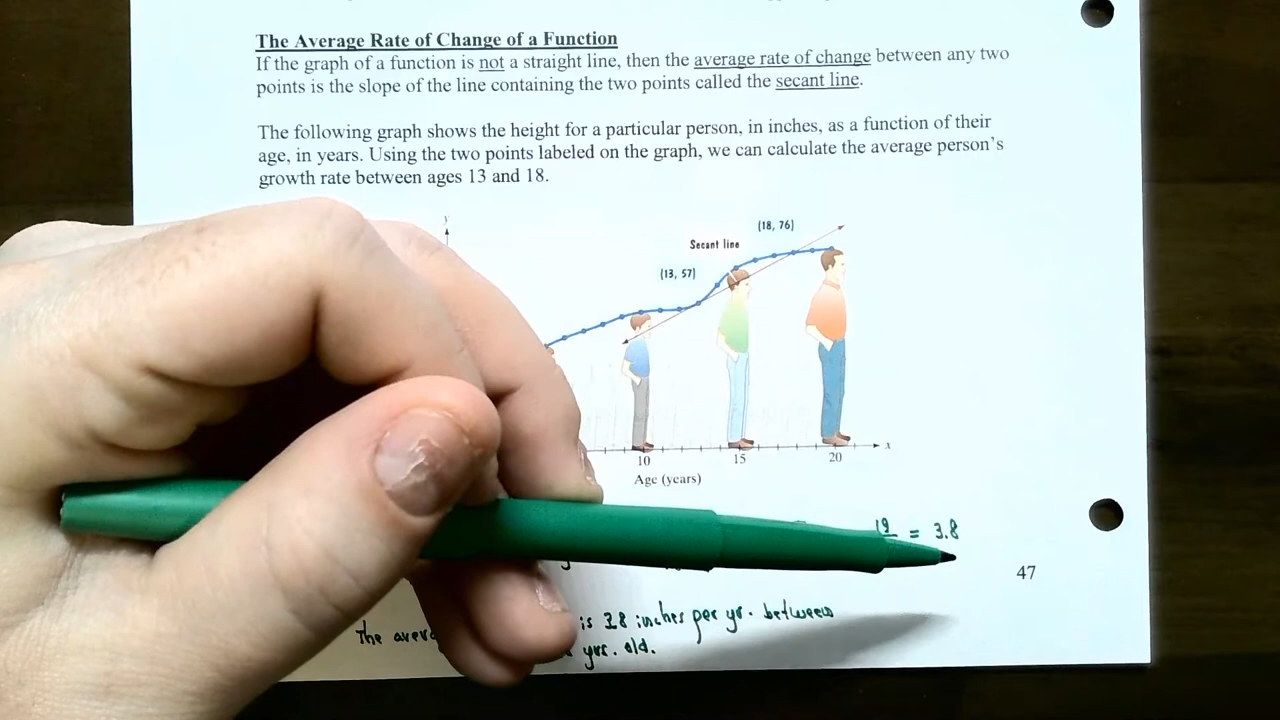 The Average Rate of Change of a Function
If the graph of a function is not a straight line, then the average rate of change between any two
points is the slope of the line containing the two points called the secant line.
The following graph shows the height for a particular person, in inches, as a function of their
age, in years. Using the two points labeled on the graph, we can calculate the average person's
growth rate between ages 13 and 18.
y
(18, 76)
Secant line
(13, 57)
x
10 15 20
Age (years)
19 = 3.8
47
The is 3.8 inches per yr. between
yrs. old.